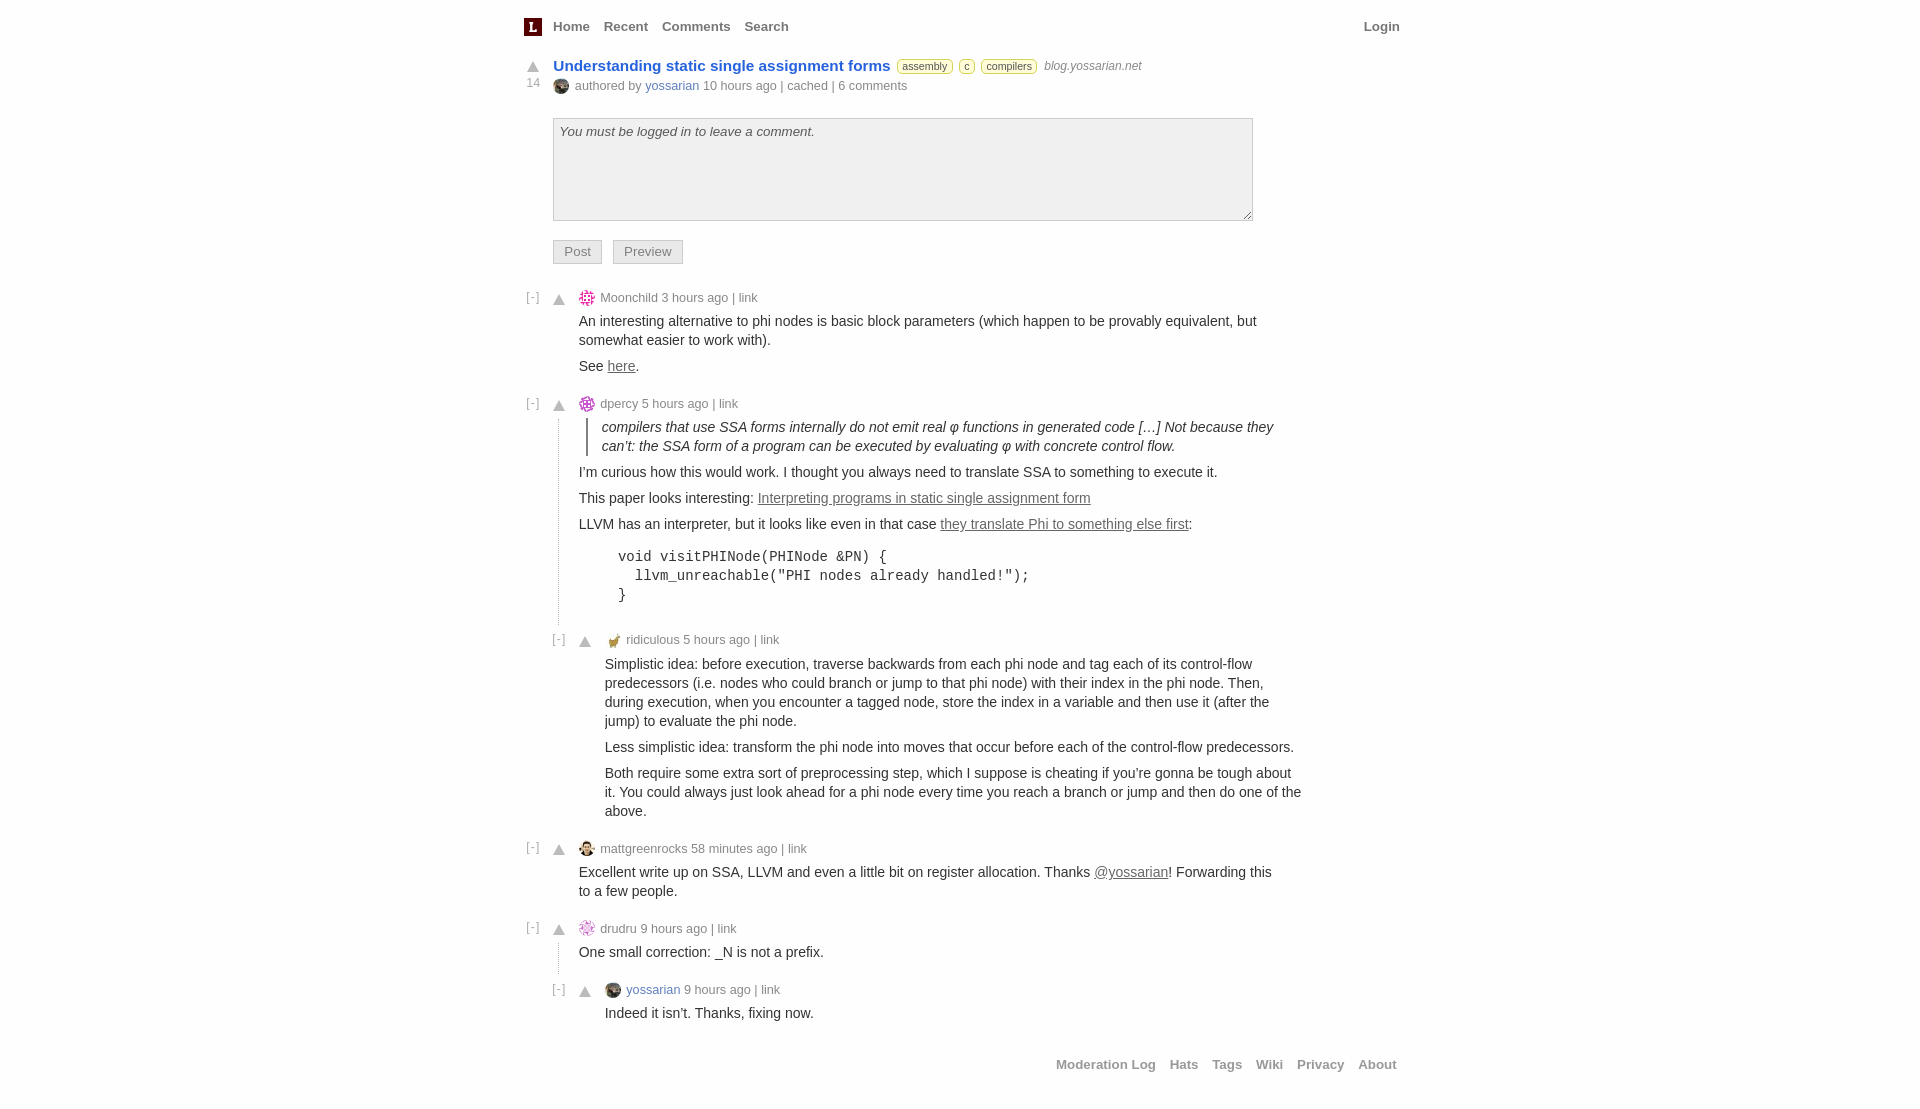 L Home Recent Comments Search Login
Understanding static single assignment forms assembly c compilers blog.yossarian.net
14 authored by yossarian 10 hours ago | cached | 6 comments
You must be logged in to leave a comment.
Post Preview
[-] Moonchild 3 hours ago | link
An interesting alternative to phi nodes is basic block parameters (which happen to be provably equivalent, but
somewhat easier to work with).
See here.
[-] dpercy 5 hours ago | link
compilers that use SSA forms internally do not emit real φ functions in generated code […] Not because they
can’t: the SSA form of a program can be executed by evaluating φ with concrete control flow.
I’m curious how this would work. I thought you always need to translate SSA to something to execute it.
This paper looks interesting: Interpreting programs in static single assignment form
LLVM has an interpreter, but it looks like even in that case they translate Phi to something else first:
void visitPHINode(PHINode &PN) {
  llvm_unreachable("PHI nodes already handled!");
}
[-] ridiculous 5 hours ago | link
Simplistic idea: before execution, traverse backwards from each phi node and tag each of its control-flow
predecessors (i.e. nodes who could branch or jump to that phi node) with their index in the phi node. Then,
during execution, when you encounter a tagged node, store the index in a variable and then use it (after the
jump) to evaluate the phi node.
Less simplistic idea: transform the phi node into moves that occur before each of the control-flow predecessors.
Both require some extra sort of preprocessing step, which I suppose is cheating if you’re gonna be tough about
it. You could always just look ahead for a phi node every time you reach a branch or jump and then do one of the
above.
[-] mattgreenrocks 58 minutes ago | link
Excellent write up on SSA, LLVM and even a little bit on register allocation. Thanks @yossarian! Forwarding this
to a few people.
[-] drudru 9 hours ago | link
One small correction: _N is not a prefix.
[-] yossarian 9 hours ago | link
Indeed it isn’t. Thanks, fixing now.
Moderation Log Hats Tags Wiki Privacy About